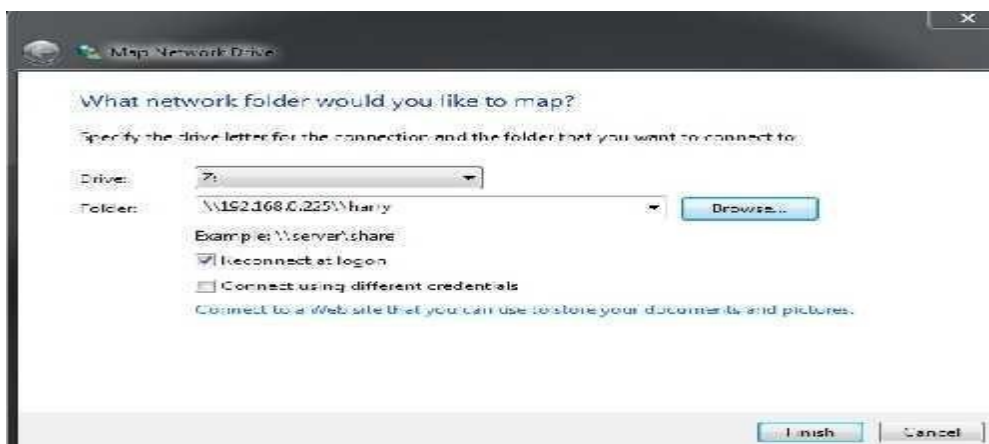 Map Network Drive
What network folder would you like to map?
Specify the drive letter for the connection and the folder that you want to connect to:
Drive: Z:
Folder: \\192.168.0.225\\harry Browse...
Example: \\server\share
Reconnect at logon
Connect using different credentials
Connect to a Web site that you can use to store your documents and pictures.
Finish Cancel